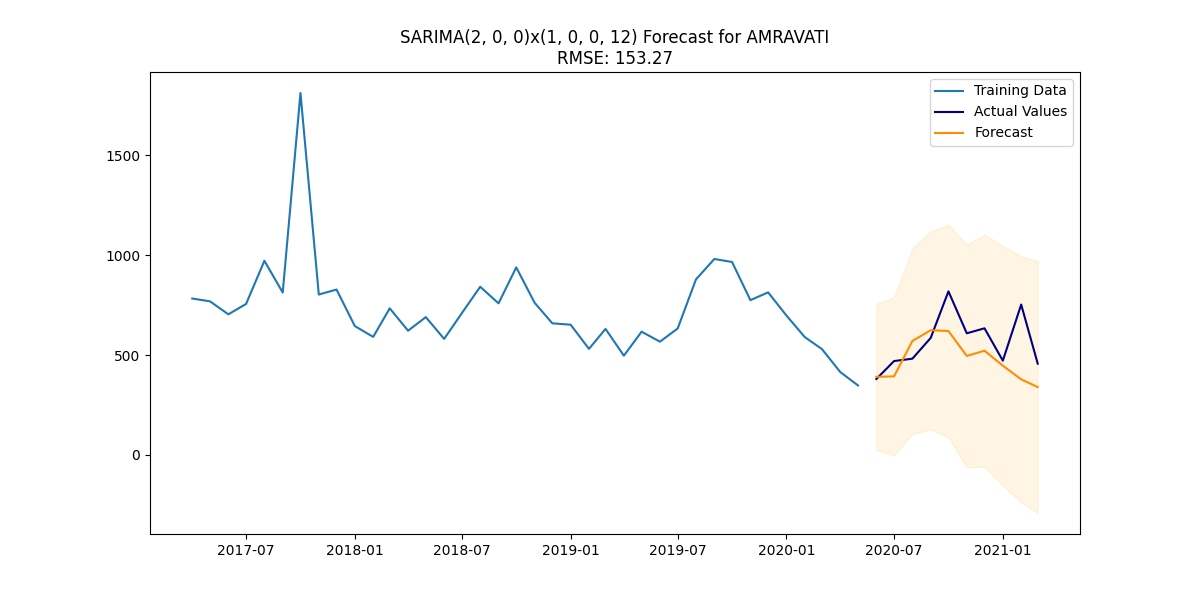 SARIMA(2, 0, 0)x(1, 0, 0, 12) Forecast for AMRAVATI
RMSE: 153.27
Training Data
Actual Values
Forecast
1500
1000
500
0
2017-07
2018-01
2018-07
2019-01
2019-07
2020-01
2020-07
2021-01